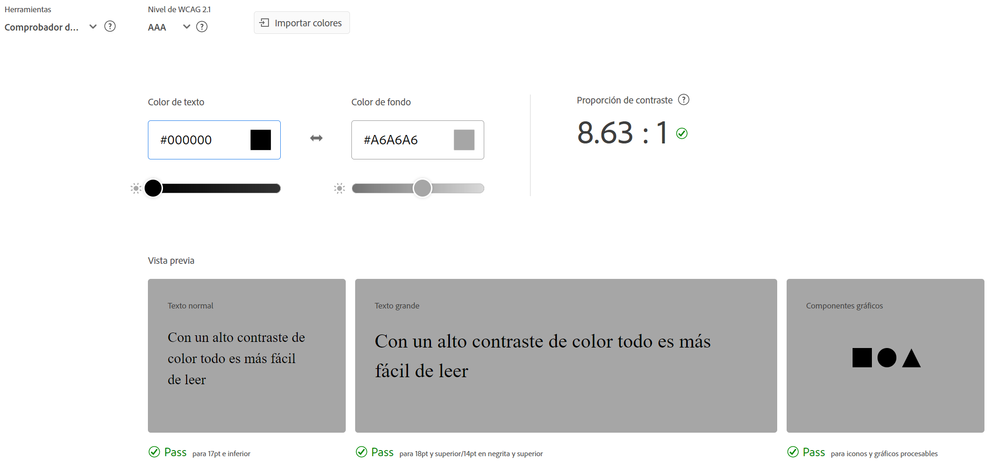 Herramientas
Comprobador d...
Nivel de WCAG 2.1
AAA
Importar colores
Color de texto
#000000
Color de fondo
#A6A6A6
Proporción de contraste
8.63 : 1
Vista previa
Texto normal
Con un alto contraste de
color todo es más fácil
de leer
Pass para 17pt e inferior
Texto grande
Con un alto contraste de color todo es más
fácil de leer
Pass para 18pt y superior/14pt en negrita y superior
Componentes gráficos
Pass para iconos y gráficos procesables